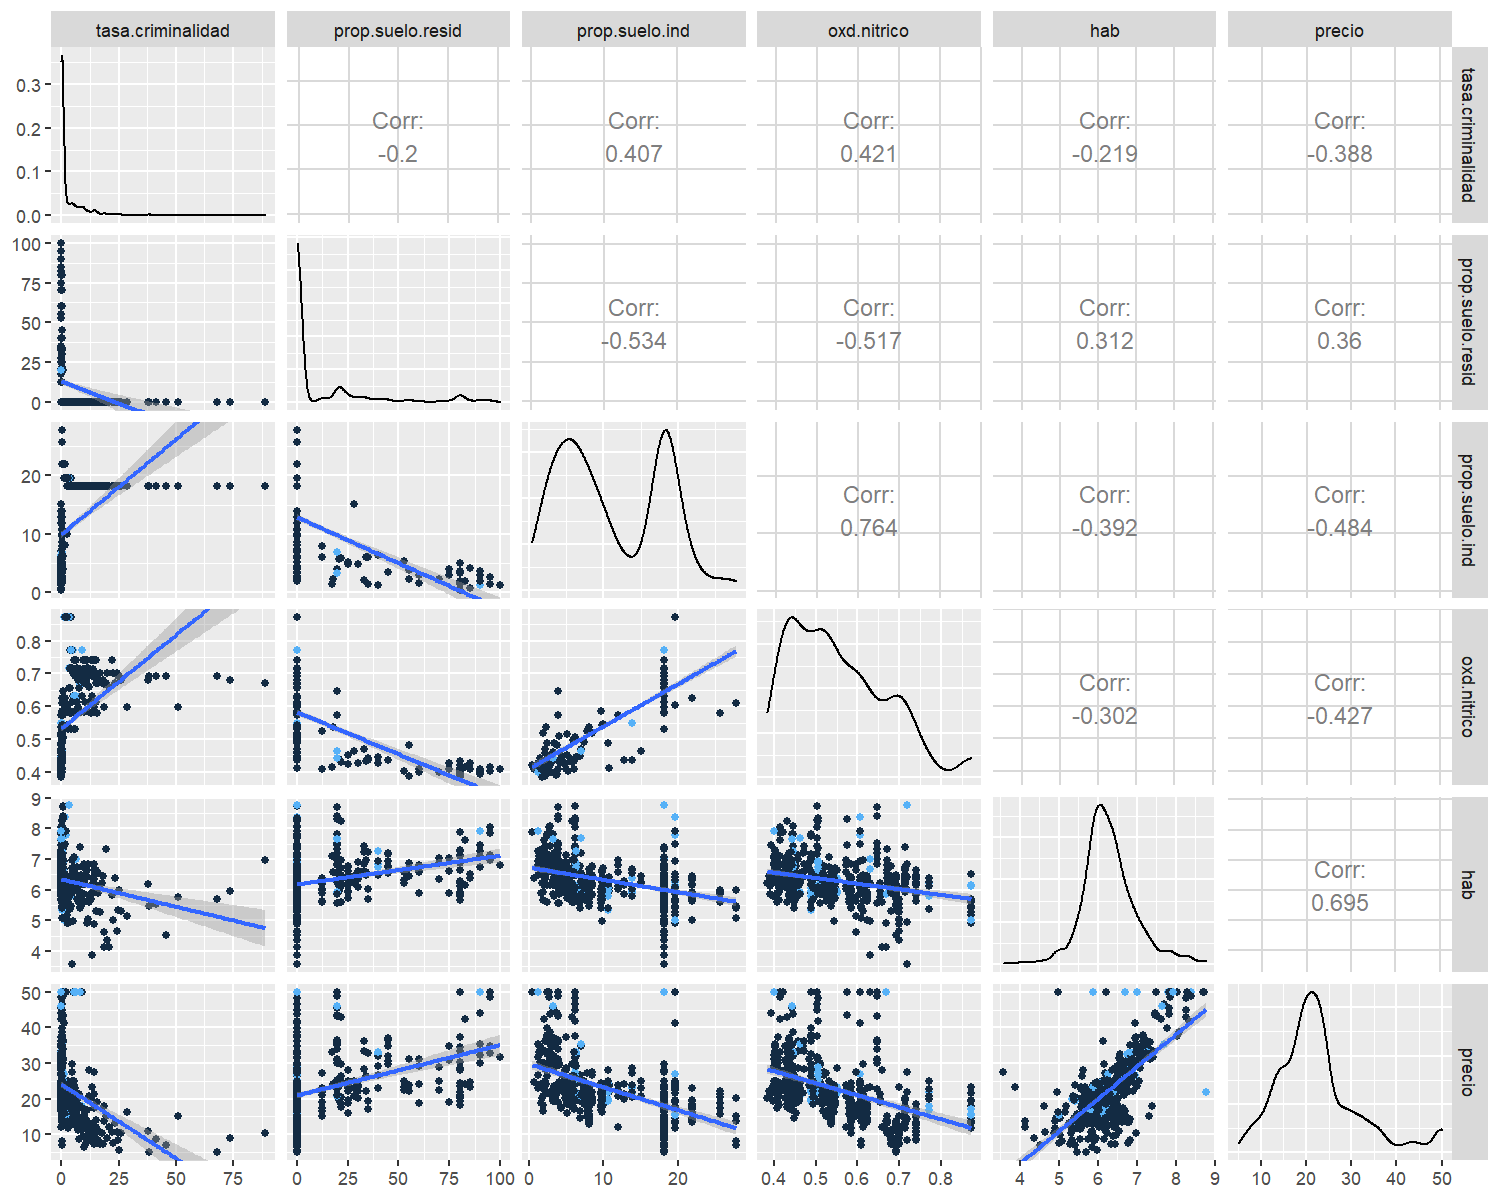 tasa.criminalidad prop.suelo.resid prop.suelo.ind oxd.nitrico hab precio
0.3
0.2
0.1
0.0
Corr: Corr: Corr: Corr: Corr:
-0.2 0.407 0.421 -0.219 -0.388
tasa.criminalidad
100
75
50
25
0
Corr: Corr: Corr: Corr:
-0.534 -0.517 0.312 0.36
prop.suelo.resid
20
10
0
Corr: Corr: Corr:
0.764 -0.392 -0.484
prop.suelo.ind
0.8
0.7
0.6
0.5
0.4
Corr: Corr:
-0.302 -0.427
oxd.nitrico
9
8
7
6
5
4
Corr:
0.695
hab
50
40
30
20
10
precio
0 25 50 75 0 25 50 75 100 0 10 20 0.4 0.5 0.6 0.7 0.8 4 5 6 7 8 9 10 20 30 40 50